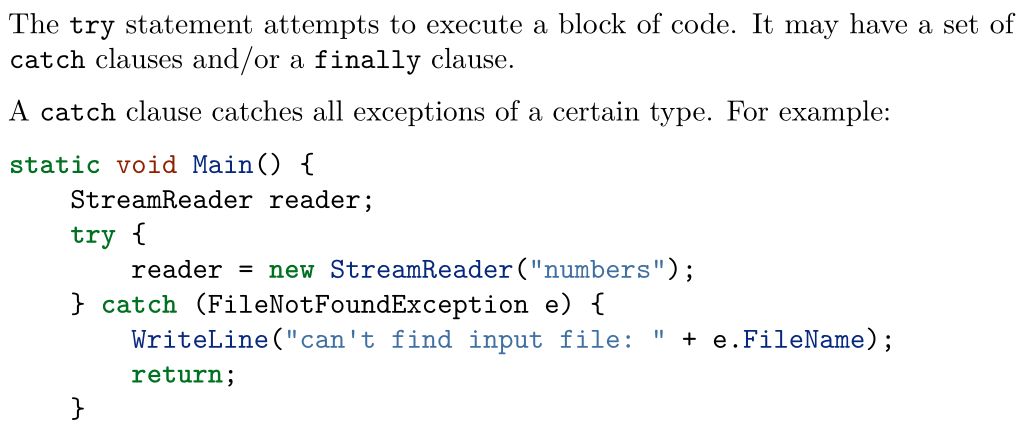 The try statement attempts to execute a block of code. It may have a set of
catch clauses and/or a finally clause.
A catch clause catches all exceptions of a certain type. For example:
static void Main() {
    StreamReader reader;
    try {
        reader = new StreamReader("numbers");
    } catch (FileNotFoundException e) {
        WriteLine("can't find input file: " + e.FileName);
        return;
    }